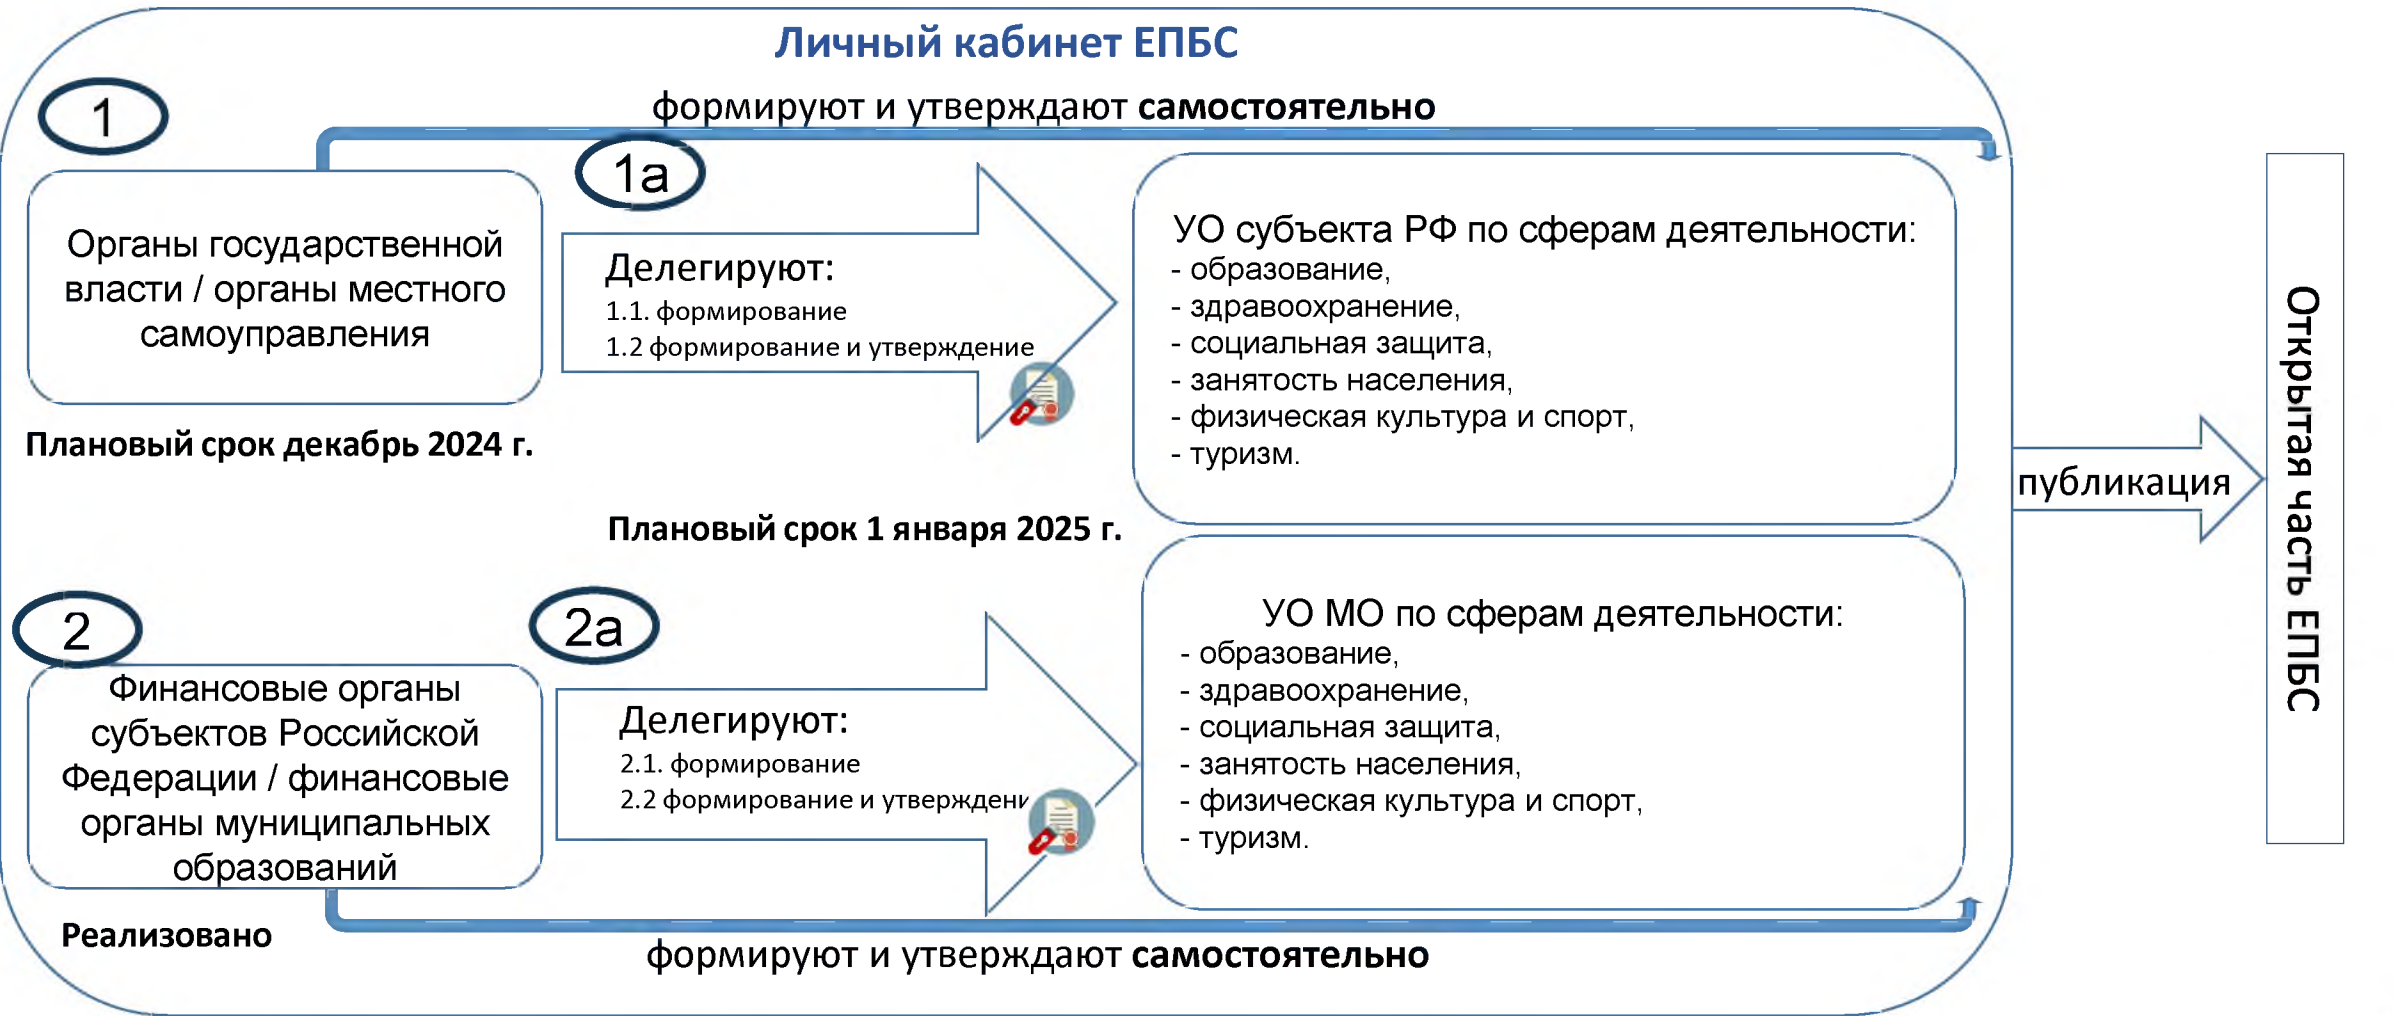 Личный кабинет ЕПБС
формируют и утверждают самостоятельно
1
Органы государственной
власти / органы местного
самоуправления
Плановый срок декабрь 2024 г.
1а
Делегируют:
1.1. формирование
1.2 формирование и утверждение
УО субъекта РФ по сферам деятельности:
- образование,
- здравоохранение,
- социальная защита,
- занятость населения,
- физическая культура и спорт,
- туризм.
Плановый срок 1 января 2025 г.
2
Финансовые органы
субъектов Российской
Федерации / финансовые
органы муниципальных
образований
Реализовано
2а
Делегируют:
2.1. формирование
2.2 формирование и утверждени
УО МО по сферам деятельности:
- образование,
- здравоохранение,
- социальная защита,
- занятость населения,
- физическая культура и спорт,
- туризм.
формируют и утверждают самостоятельно
публикация
Открытая часть ЕПБС